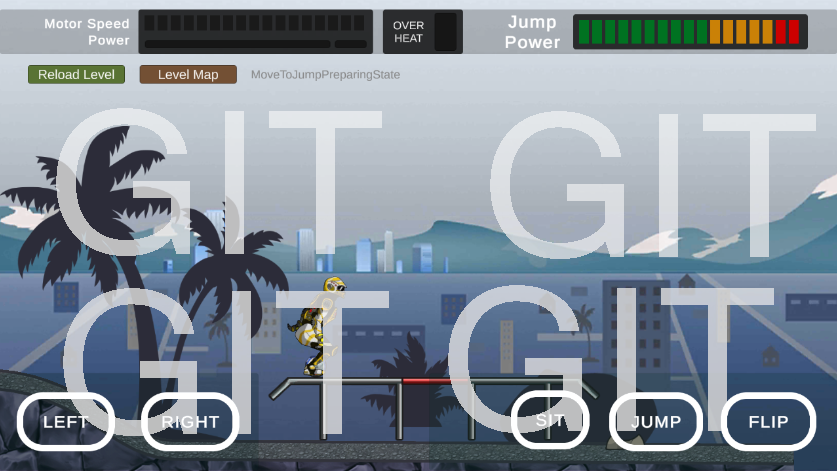 Motor Speed
Power
OVER
HEAT
Jump
Power
Reload Level
Level Map
MoveToJumpPreparingState
GIT GIT
GIT GIT
LEFT
RIGHT
SIT
JUMP
FLIP